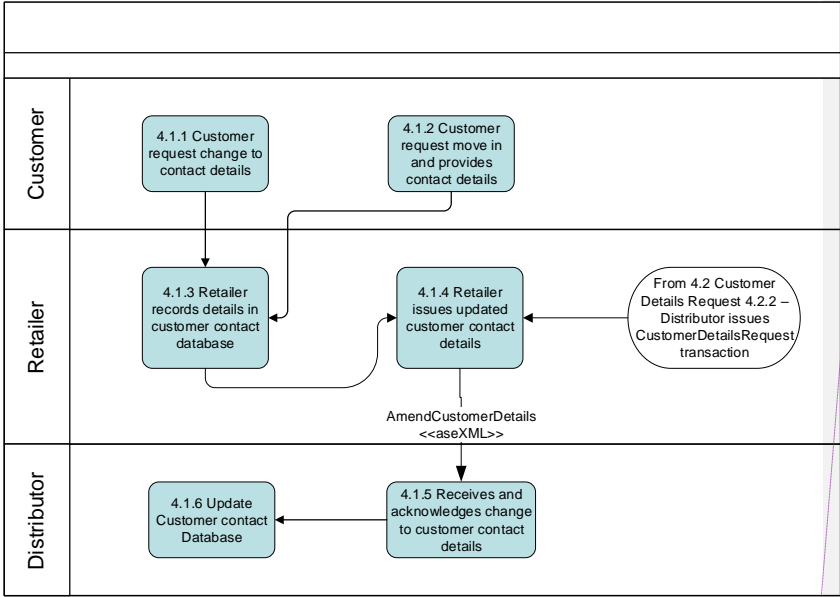 Customer
4.1.1 Customer
request change to
contact details
4.1.2 Customer
request move in
and provides
contact details
Retailer
4.1.3 Retailer
records details in
customer contact
database
4.1.4 Retailer
issues updated
customer contact
details
From 4.2 Customer
Details Request 4.2.2 –
Distributor issues
CustomerDetailsRequest
transaction
AmendCustomerDetails
<<aseXML>>
Distributor
4.1.6 Update
Customer contact
Database
4.1.5 Receives and
acknowledges change
to customer contact
details